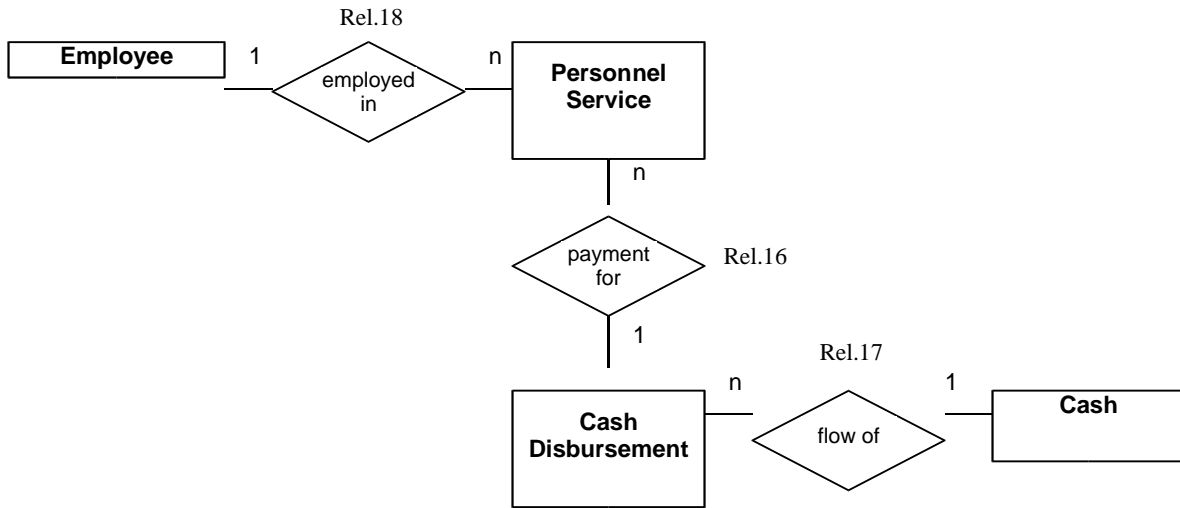 Rel.18
Employee
1
employed
in
n
Personnel
Service
n
payment
for
Rel.16
1
Rel.17
Cash
Disbursement
n
flow of
1
Cash